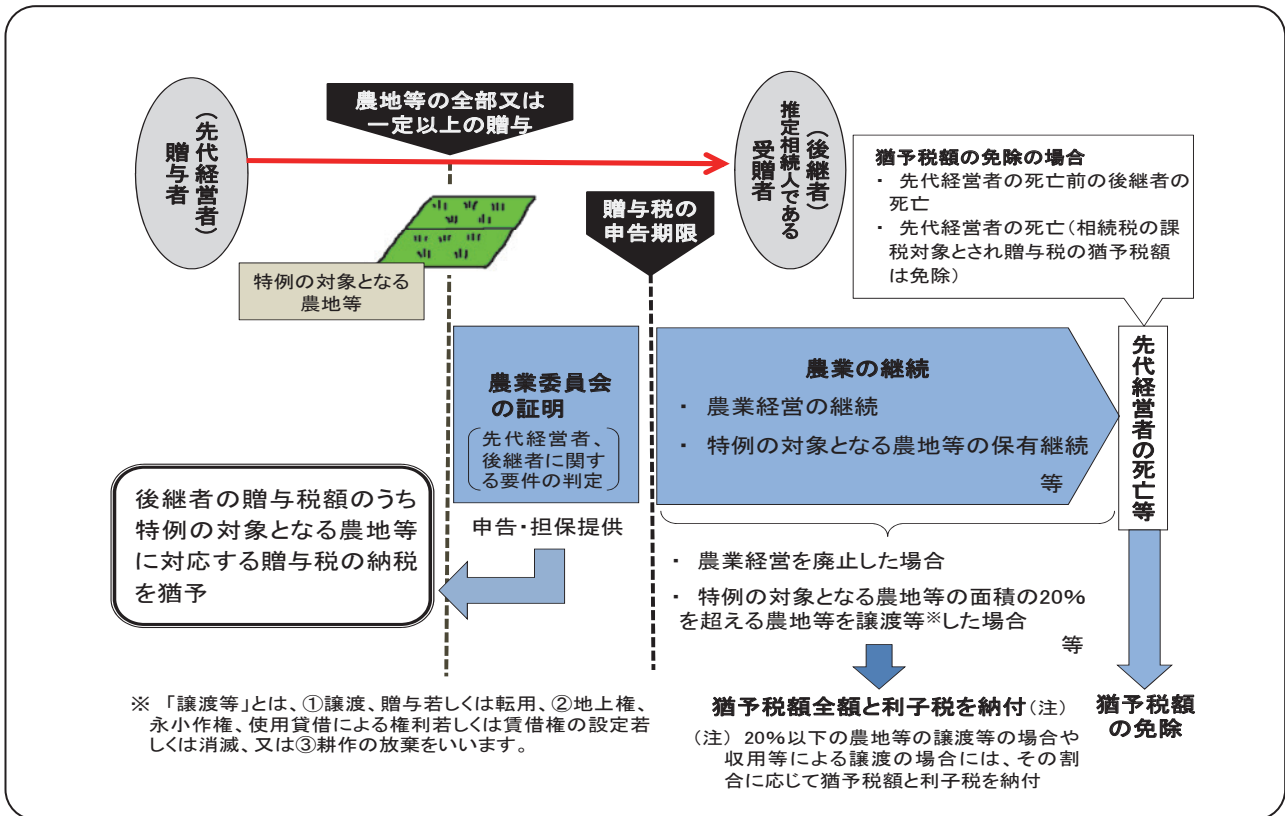 農地等の全部又は
一定以上の贈与
贈与者
（先代経営者）
受贈者
推定相続人である
（後継者）
贈与税の
申告期限
特例の対象となる
農地等
猶予税額の免除の場合
・ 先代経営者の死亡前の後継者の
死亡
・ 先代経営者の死亡（相続税の課
税対象とされ贈与税の猶予税額
は免除）
農業委員会
の証明
先代経営者、
後継者に関す
る要件の判定
申告・担保提供
農業の継続
・ 農業経営の継続
・ 特例の対象となる農地等の保有継続
等
先代経営者の死亡等
後継者の贈与税額のうち
特例の対象となる農地等
に対応する贈与税の納税
を猶予
・ 農業経営を廃止した場合
・ 特例の対象となる農地等の面積の20%
を超える農地等を譲渡等※した場合
等
猶予税額全額と利子税を納付（注）
（注） 20%以下の農地等の譲渡等の場合や
収用等による譲渡の場合には、その割
合に応じて猶予税額と利子税を納付
猶予税額
の免除
※ 「譲渡等」とは、①譲渡、贈与若しくは転用、②地上権、
永小作権、使用貸借による権利若しくは賃借権の設定若
しくは消滅、又は③耕作の放棄をいいます。